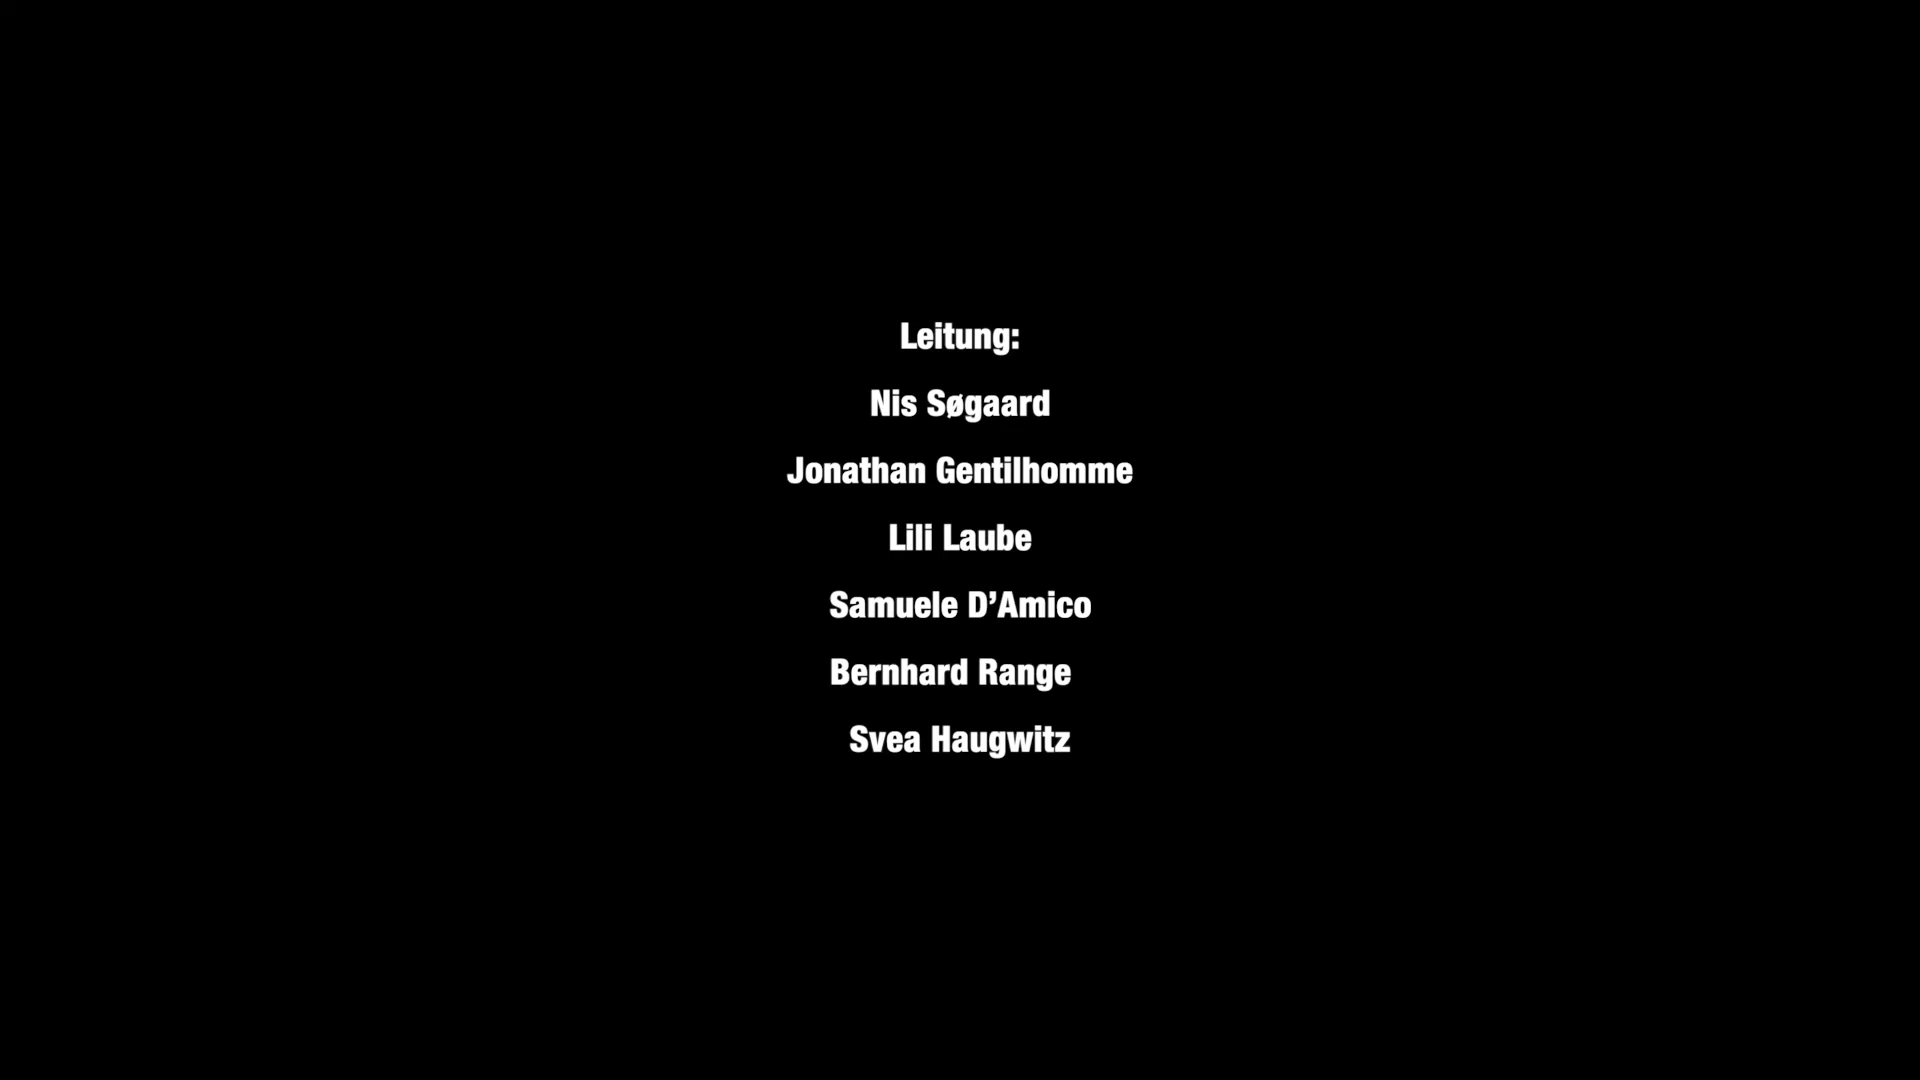 Leitung:
Nis Søgaard
Jonathan Gentilhomme
Lili Laube
Samuele D’Amico
Bernhard Range
Svea Haugwitz